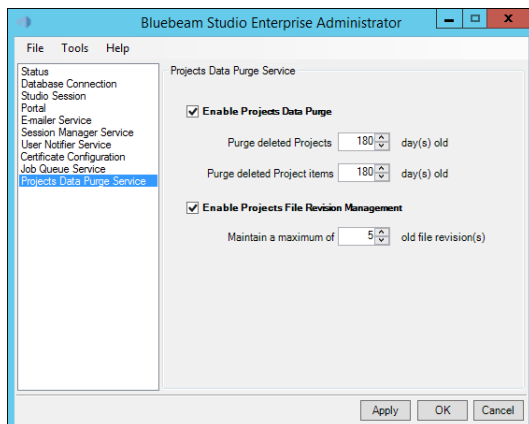 Bluebeam Studio Enterprise Administrator
File Tools Help
Status
Database Connection
Studio Session
Portal
E-mailer Service
Session Manager Service
User Notifier Service
Certificate Configuration
Job Queue Service
Projects Data Purge Service
Projects Data Purge Service
Enable Projects Data Purge
Purge deleted Projects 180 day(s) old
Purge deleted Project items 180 day(s) old
Enable Projects File Revision Management
Maintain a maximum of 5 old file revision(s)
Apply OK Cancel